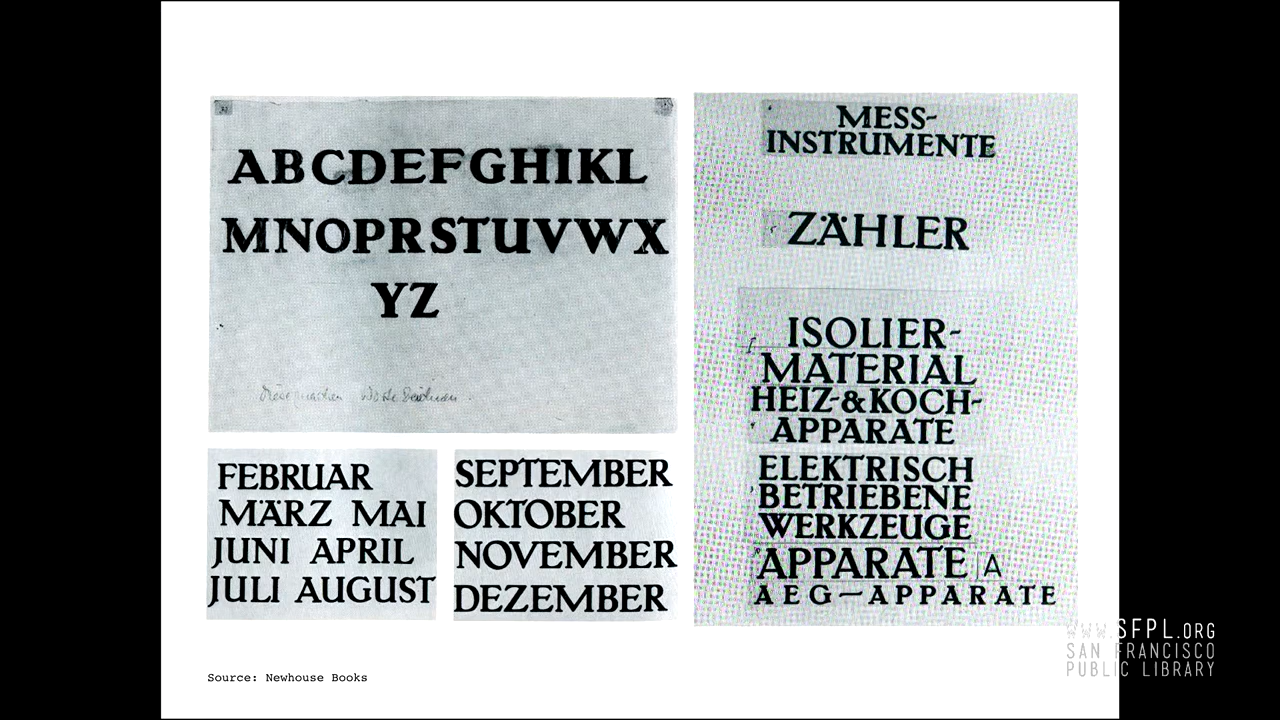 ABCDEFGHIKL
MNOPRSTUVWX
YZ
FEBRUAR
MÄRZ MAI
JUNI APRIL
JULI AUGUST
SEPTEMBER
OKTOBER
NOVEMBER
DEZEMBER
MESS-
INSTRUMENTE
ZÄHLER
ISOLIER-
MATERIAL
HEIZ-&KOCH-
APPARATE
ELEKTRISCH
BETRIEBENE
WERKZEUGE
APPARATE A
AEG—APPARATE
Source: Newhouse Books
WWW.SFPL.ORG
SAN FRANCISCO
PUBLIC LIBRARY